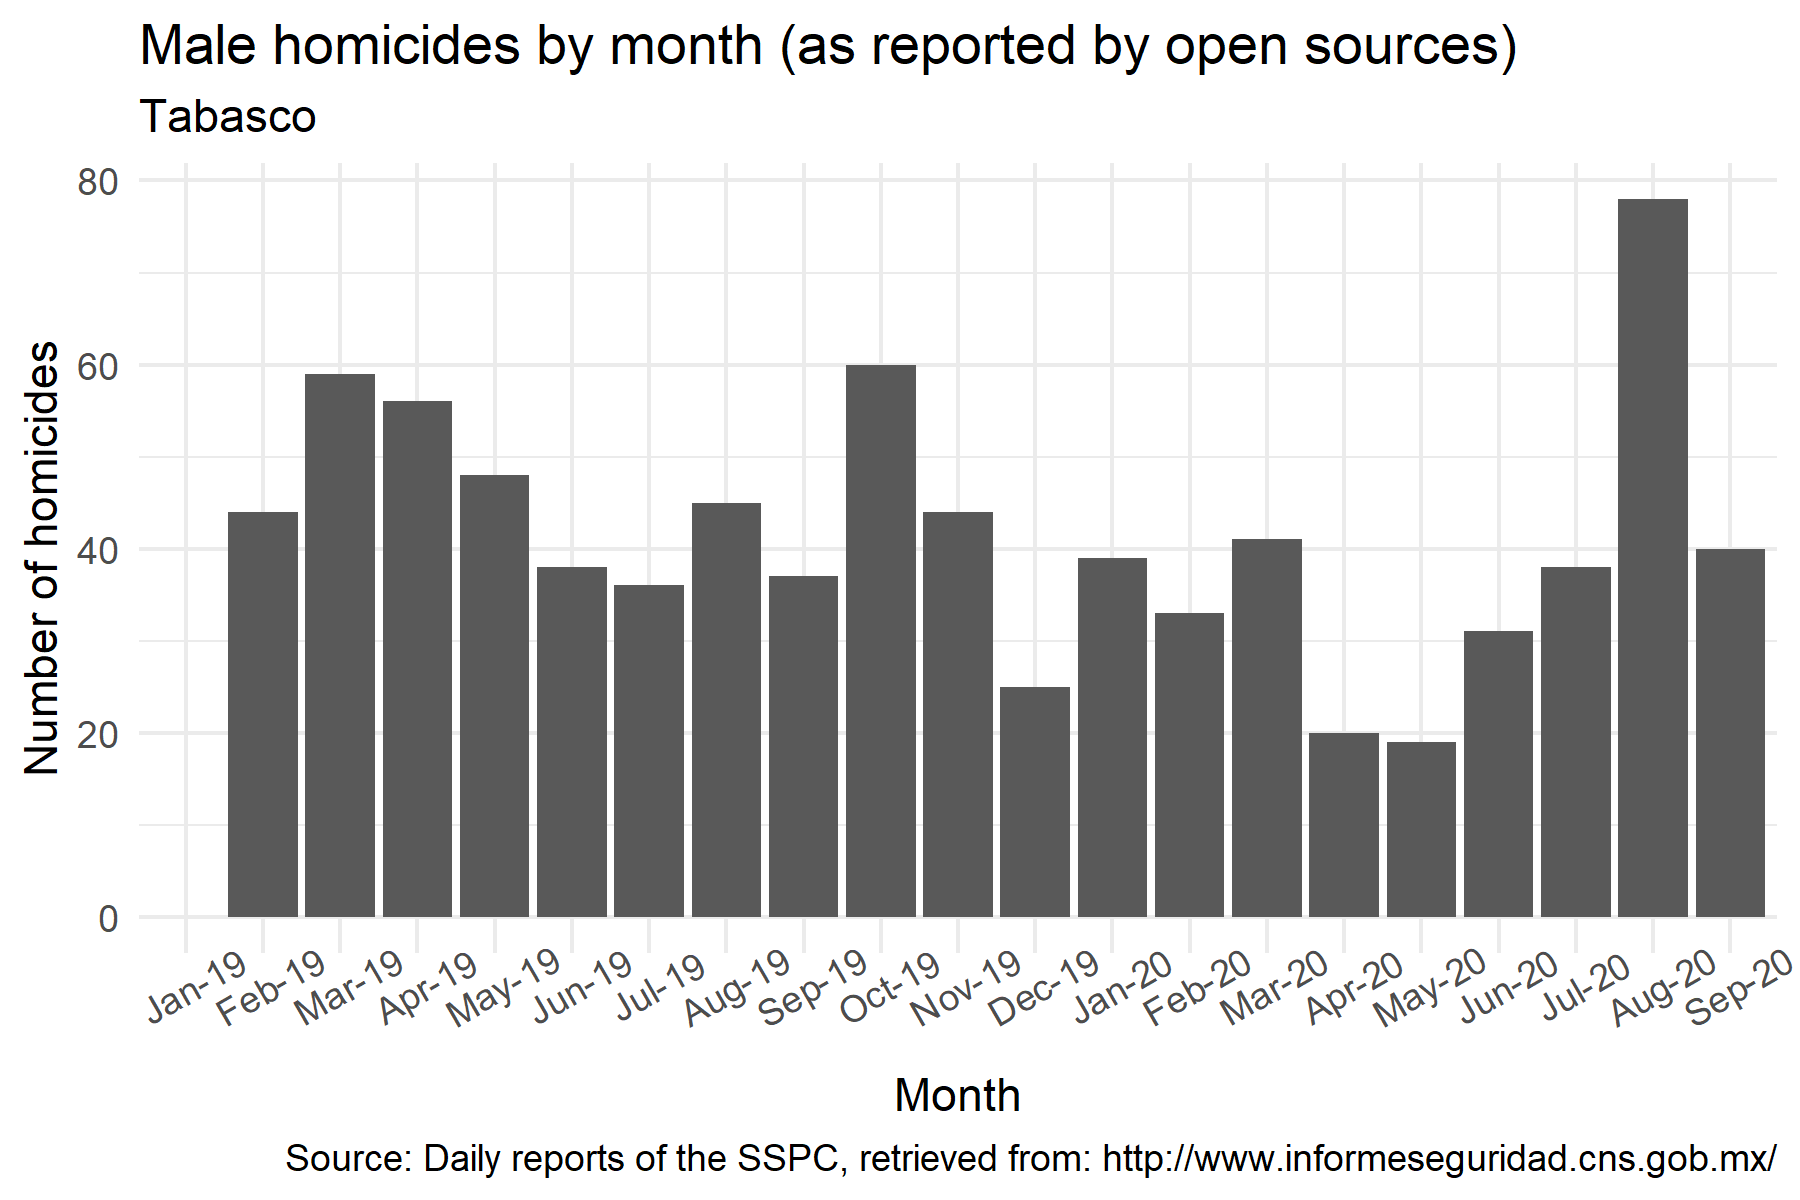 Male homicides by month (as reported by open sources)
Tabasco
80
60
40
20
0
Number of homicides
Jan-19
Feb-19
Mar-19
Apr-19
May-19
Jun-19
Jul-19
Aug-19
Sep-19
Oct-19
Nov-19
Dec-19
Jan-20
Feb-20
Mar-20
Apr-20
May-20
Jun-20
Jul-20
Aug-20
Sep-20
Month
Source: Daily reports of the SSPC, retrieved from: http://www.informeseguridad.cns.gob.mx/